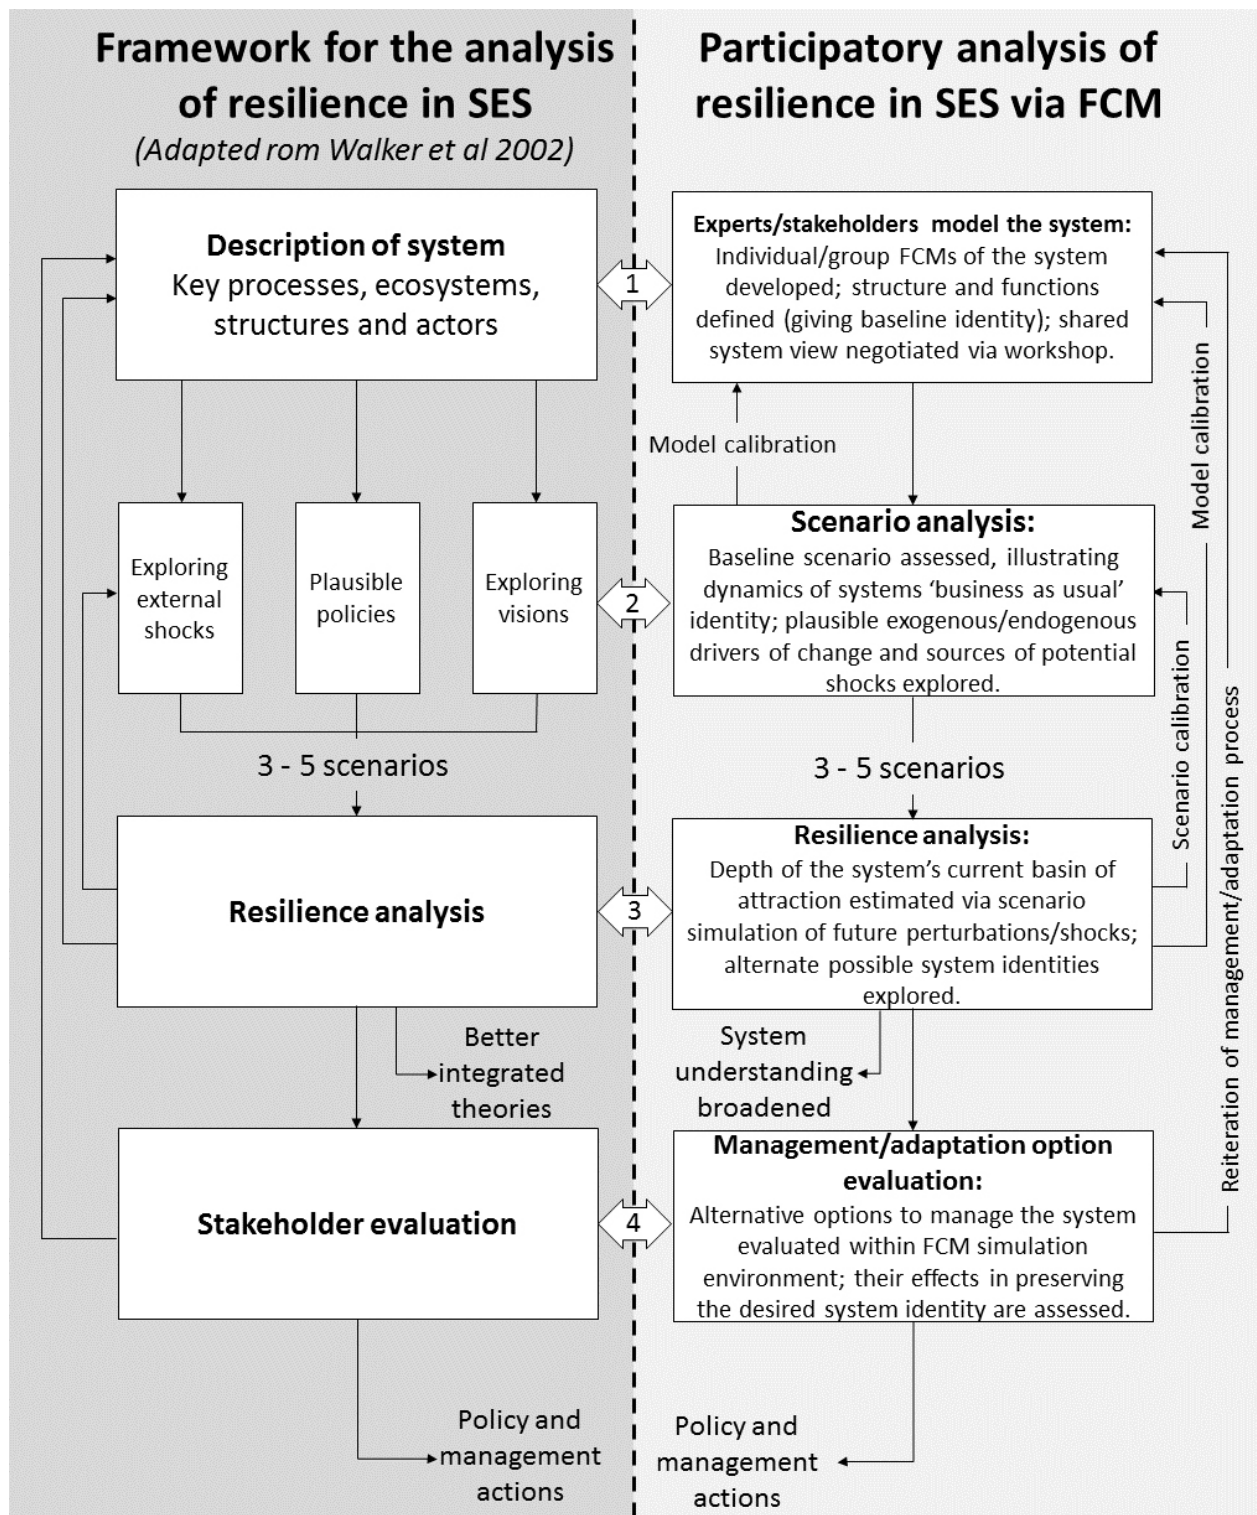 Framework for the analysis
of resilience in SES
(Adapted rom Walker et al 2002)
Description of system
Key processes, ecosystems,
structures and actors
Exploring
external
shocks
Plausible
policies
Exploring
visions
3 - 5 scenarios
Resilience analysis
Better
integrated
theories
Stakeholder evaluation
Policy and
management
actions
1
2
3
4
Participatory analysis of
resilience in SES via FCM
Experts/stakeholders model the system:
Individual/group FCMs of the system
developed; structure and functions
defined (giving baseline identity); shared
system view negotiated via workshop.
Model calibration
Scenario analysis:
Baseline scenario assessed, illustrating
dynamics of systems ‘business as usual’
identity; plausible exogenous/endogenous
drivers of change and sources of potential
shocks explored.
3 - 5 scenarios
Resilience analysis:
Depth of the system’s current basin of
attraction estimated via scenario
simulation of future perturbations/shocks;
alternate possible system identities
explored.
System
understanding
broadened
Management/adaptation option
evaluation:
Alternative options to manage the system
evaluated within FCM simulation
environment; their effects in preserving
the desired system identity are assessed.
Policy and
management
actions
Scenario calibration
Model calibration
Reiteration of management/adaptation process